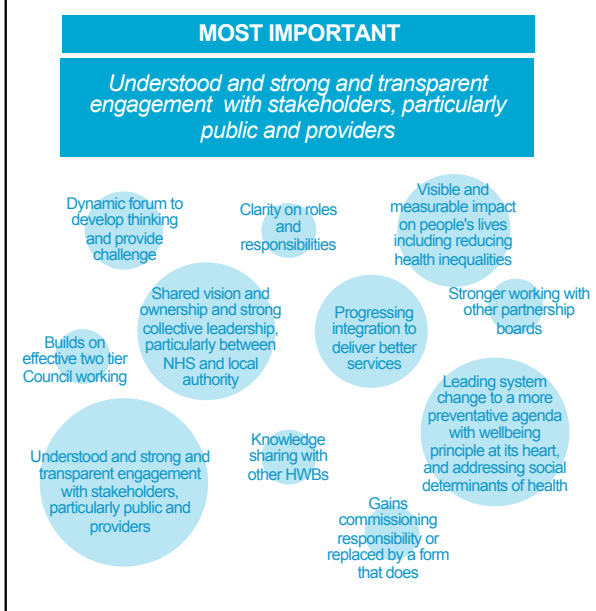 MOST IMPORTANT
Understood and strong and transparent
engagement with stakeholders, particularly
public and providers
Dynamic forum to
develop thinking
and provide
challenge
Clarity on roles
and
responsibilities
Visible and
measurable impact
on people's lives
including reducing
health inequalities
Shared vision and
ownership and strong
collective leadership,
particularly between
NHS and local
authority
Progressing
integration to
deliver better
services
Stronger working with
other partnership
boards
Builds on
effective two tier
Council working
Leading system
change to a more
preventative agenda
with wellbeing
principle at its heart,
and addressing social
determinants of health
Understood and strong and
transparent engagement
with stakeholders,
particularly public and
providers
Knowledge
sharing with
other HWBs
Gains
commissioning
responsibility or
replaced by a form
that does